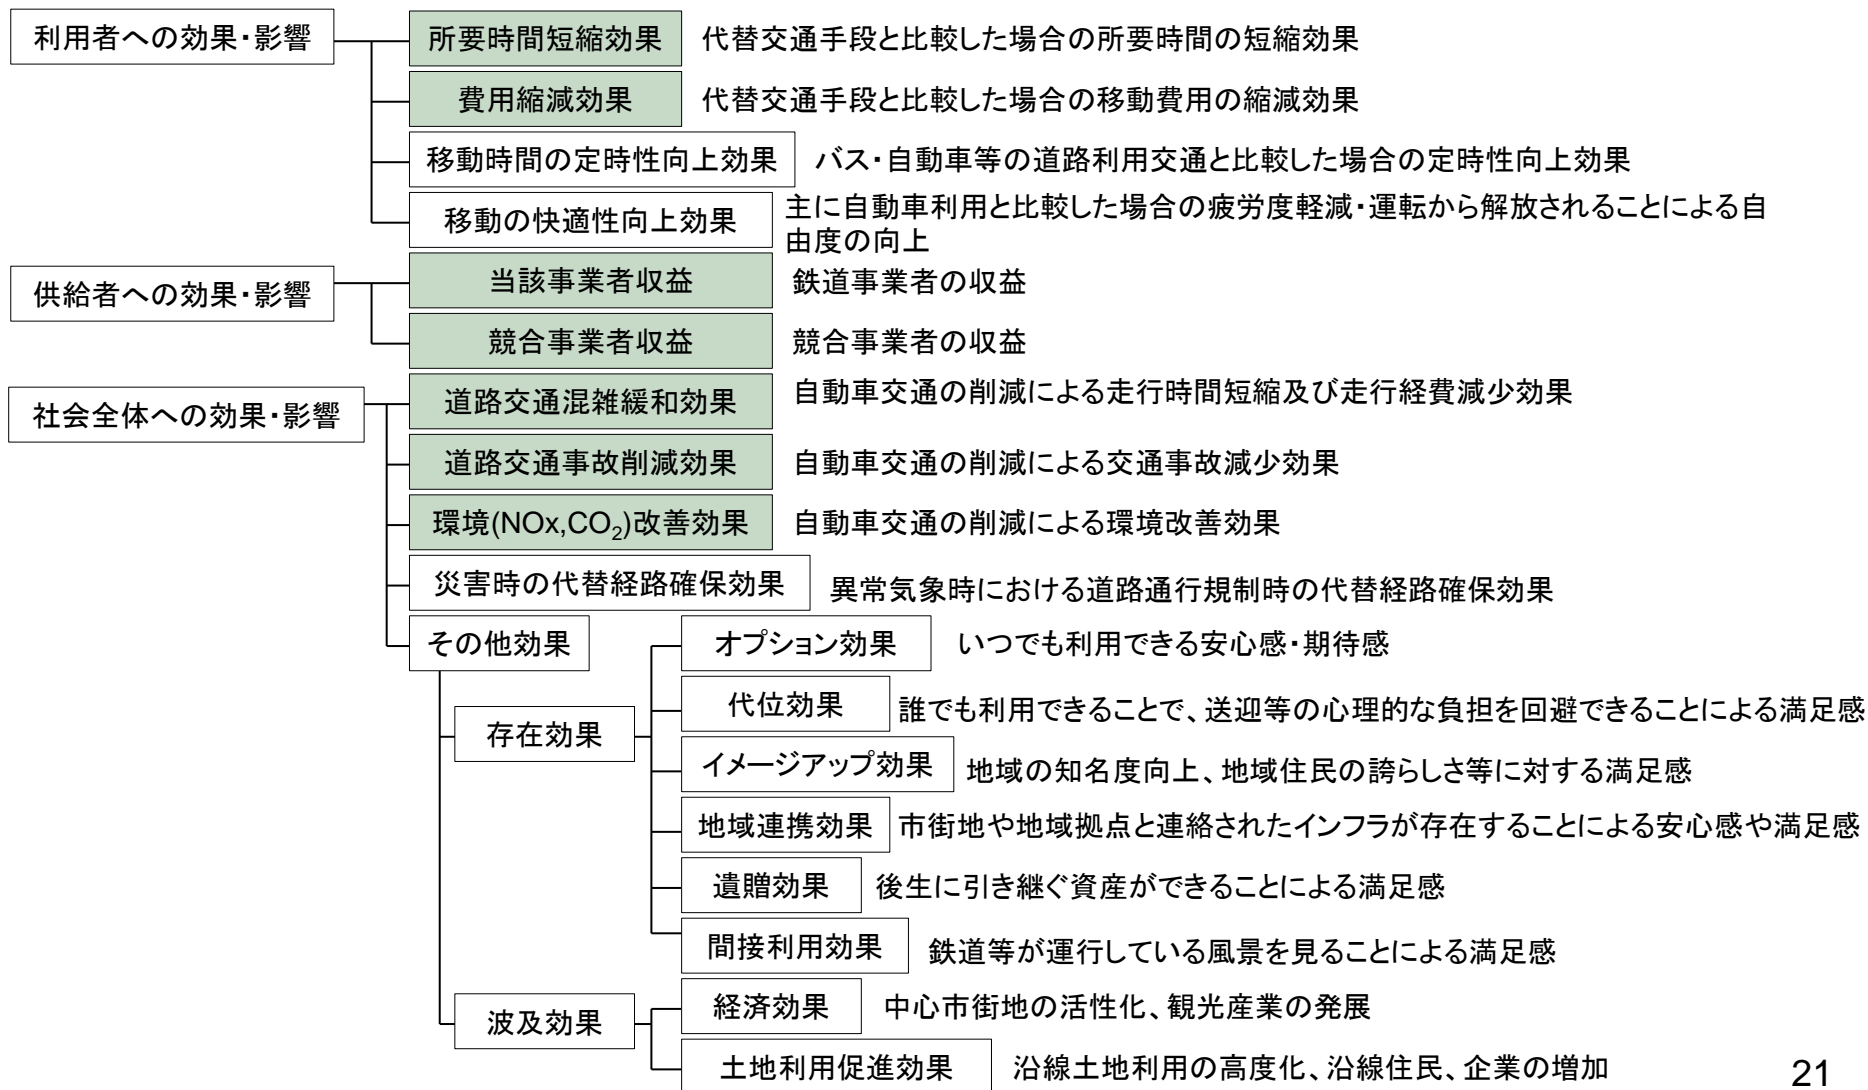 利用者への効果・影響
所要時間短縮効果 代替交通手段と比較した場合の所要時間の短縮効果
費用縮減効果 代替交通手段と比較した場合の移動費用の縮減効果
移動時間の定時性向上効果 バス・自動車等の道路利用交通と比較した場合の定時性向上効果
移動の快適性向上効果 主に自動車利用と比較した場合の疲労度軽減・運転から解放されることによる自
由度の向上
供給者への効果・影響
当該事業者収益 鉄道事業者の収益
競合事業者収益 競合事業者の収益
社会全体への効果・影響
道路交通混雑緩和効果 自動車交通の削減による走行時間短縮及び走行経費減少効果
道路交通事故削減効果 自動車交通の削減による交通事故減少効果
環境(NOx,CO₂)改善効果 自動車交通の削減による環境改善効果
災害時の代替経路確保効果 異常気象時における道路通行規制時の代替経路確保効果
その他効果
存在効果
オプション効果 いつでも利用できる安心感・期待感
代位効果 誰でも利用できることで、送迎等の心理的な負担を回避できることによる満足感
イメージアップ効果 地域の知名度向上、地域住民の誇らしさ等に対する満足感
地域連携効果 市街地や地域拠点と連絡されたインフラが存在することによる安心感や満足感
遺贈効果 後生に引き継ぐ資産ができることによる満足感
間接利用効果 鉄道等が運行している風景を見ることによる満足感
波及効果
経済効果 中心市街地の活性化、観光産業の発展
土地利用促進効果 沿線土地利用の高度化、沿線住民、企業の増加
21